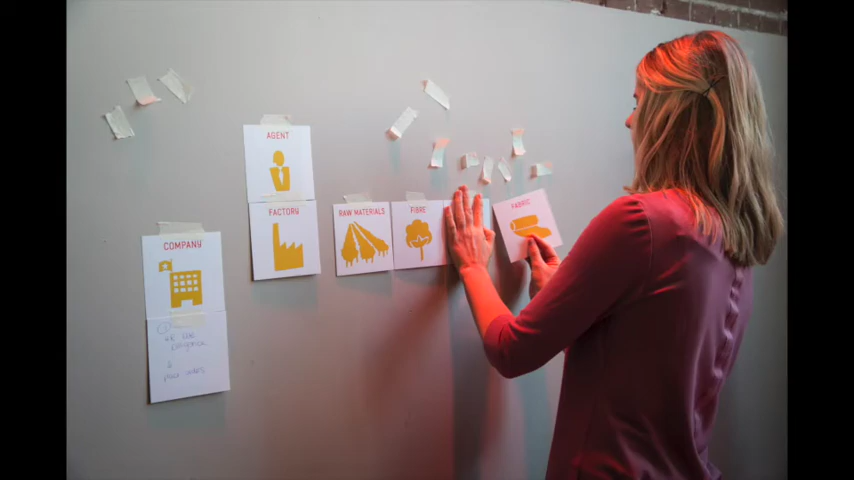 AGENT
FACTORY
RAW MATERIALS
FIBRE
FABRIC
COMPANY